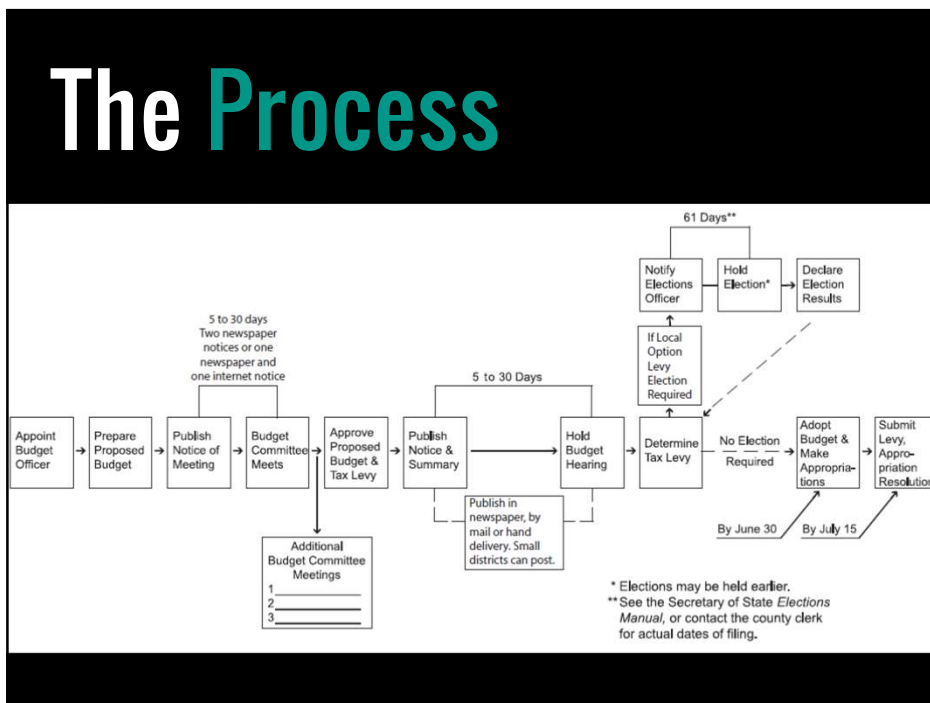 The Process
61 Days**
Notify
Elections
Officer
Hold
Election*
Declare
Election
Results
5 to 30 days
Two newspaper
notices or one
newspaper and
one internet notice
If Local
Option
Levy
Election
Required
5 to 30 Days
Appoint
Budget
Officer
Prepare
Proposed
Budget
Publish
Notice of
Meeting
Budget
Committee
Meets
Approve
Proposed
Budget &
Tax Levy
Publish
Notice &
Summary
Hold
Budget
Hearing
Determine
Tax Levy
No Election
Required
Adopt
Budget &
Make
Appropria-
tions
Submit
Levy,
Appro-
priation
Resolution
Publish in
newspaper, by
mail or hand
delivery. Small
districts can post.
By June 30
By July 15
Additional
Budget Committee
Meetings
1
2
3
* Elections may be held earlier.
** See the Secretary of State Elections
Manual, or contact the county clerk
for actual dates of filing.